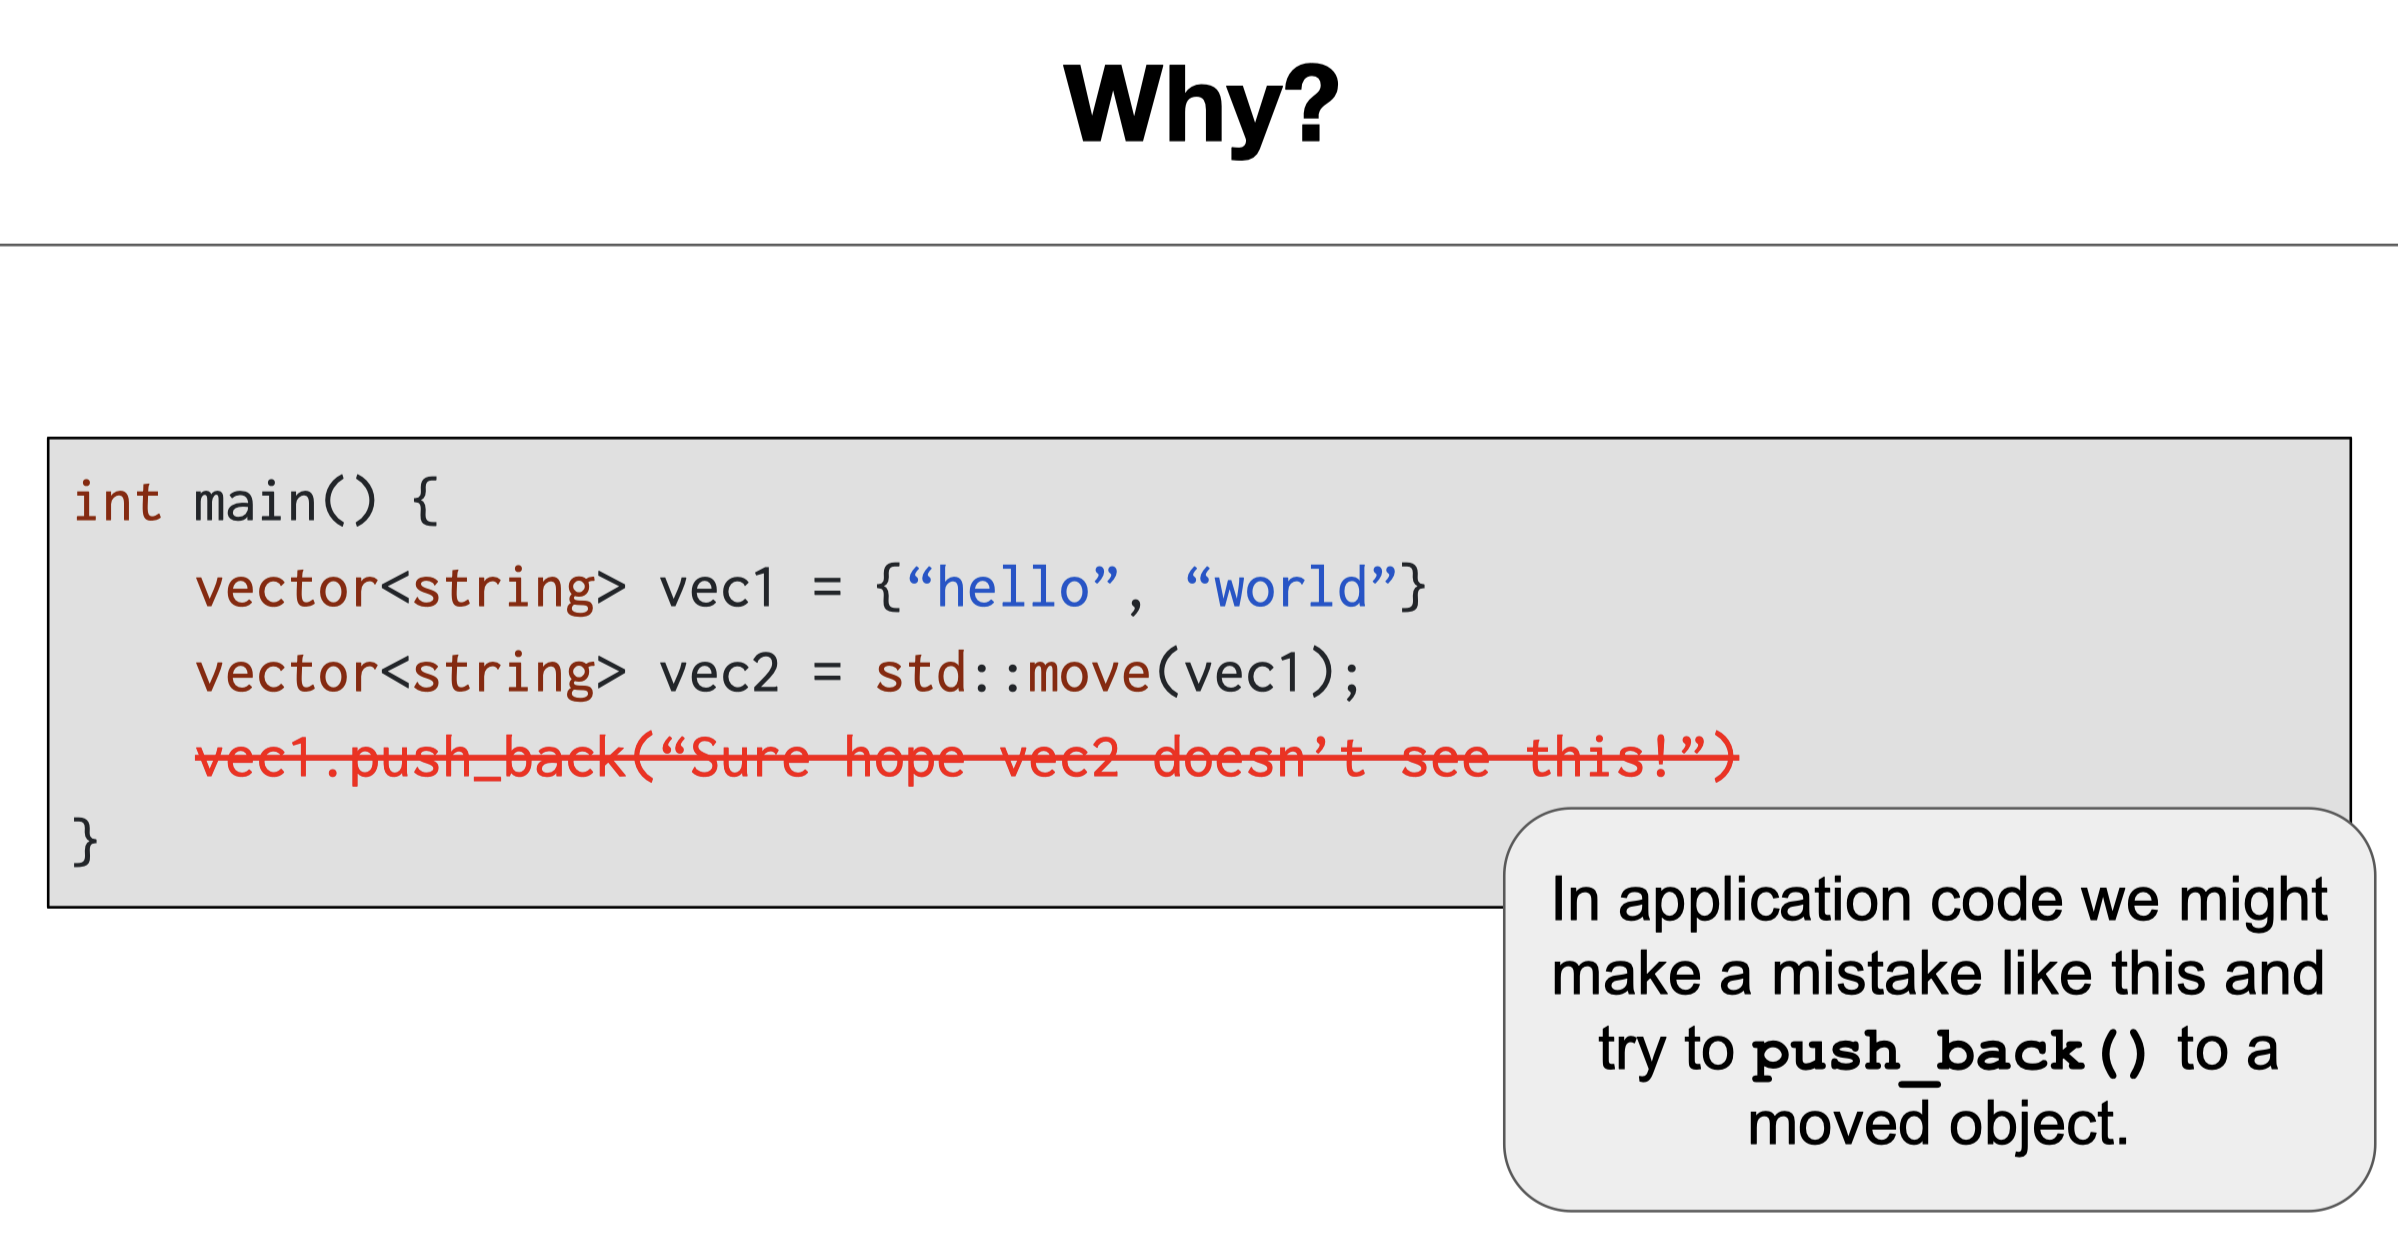 Why?
int main() {
    vector<string> vec1 = {“hello”, “world”}
    vector<string> vec2 = std::move(vec1);
    vec1.push_back(“Sure hope vec2 doesn’t see this!”)
}
In application code we might
make a mistake like this and
try to push_back() to a
moved object.